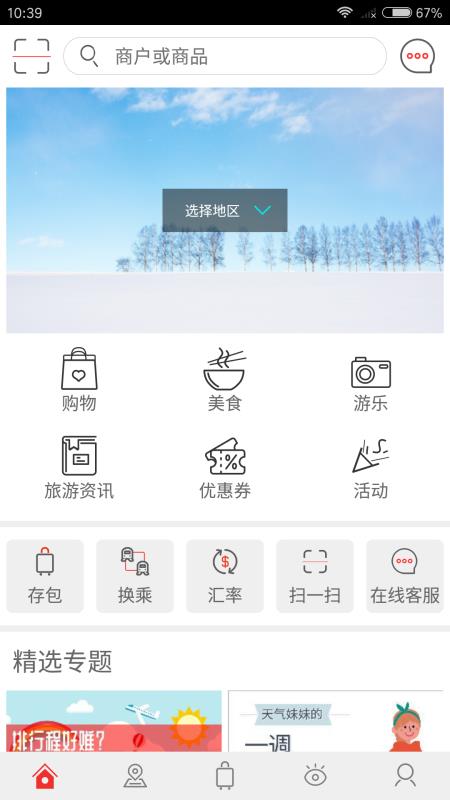 10:39
67%
商户或商品
选择地区
购物
美食
游乐
旅游资讯
优惠券
活动
存包
换乘
汇率
扫一扫
在线客服
精选专题
排行程好难?
天气妹妹的
一调